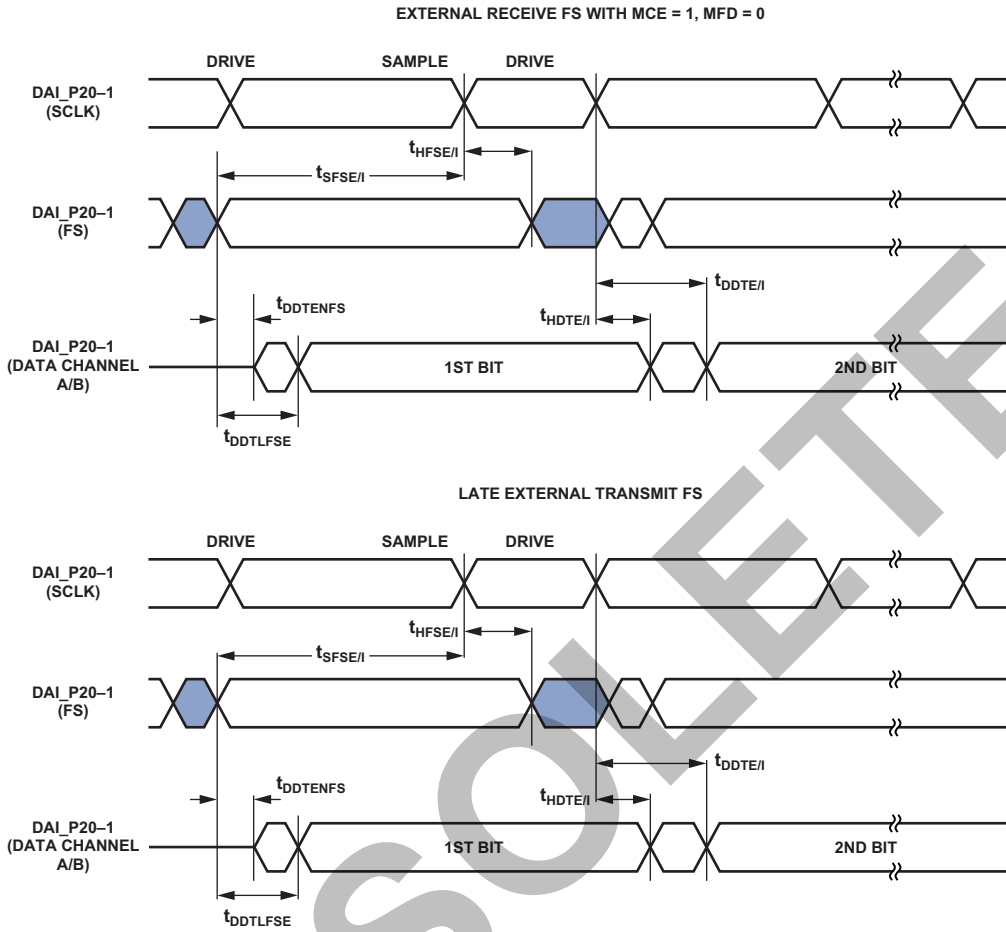 EXTERNAL RECEIVE FS WITH MCE = 1, MFD = 0
DRIVE SAMPLE DRIVE
DAI_P20–1
(SCLK)
tHFSE/I
tSFSE/I
DAI_P20–1
(FS)
tDDTE/I
tDDTENFS
tHDTE/I
DAI_P20–1
(DATA CHANNEL
A/B)
1ST BIT 2ND BIT
tDDTLFSE
LATE EXTERNAL TRANSMIT FS
DRIVE SAMPLE DRIVE
DAI_P20–1
(SCLK)
tHFSE/I
tSFSE/I
DAI_P20–1
(FS)
tDDTE/I
tDDTENFS
tHDTE/I
DAI_P20–1
(DATA CHANNEL
A/B)
1ST BIT 2ND BIT
tDDTLFSE
SOLETE